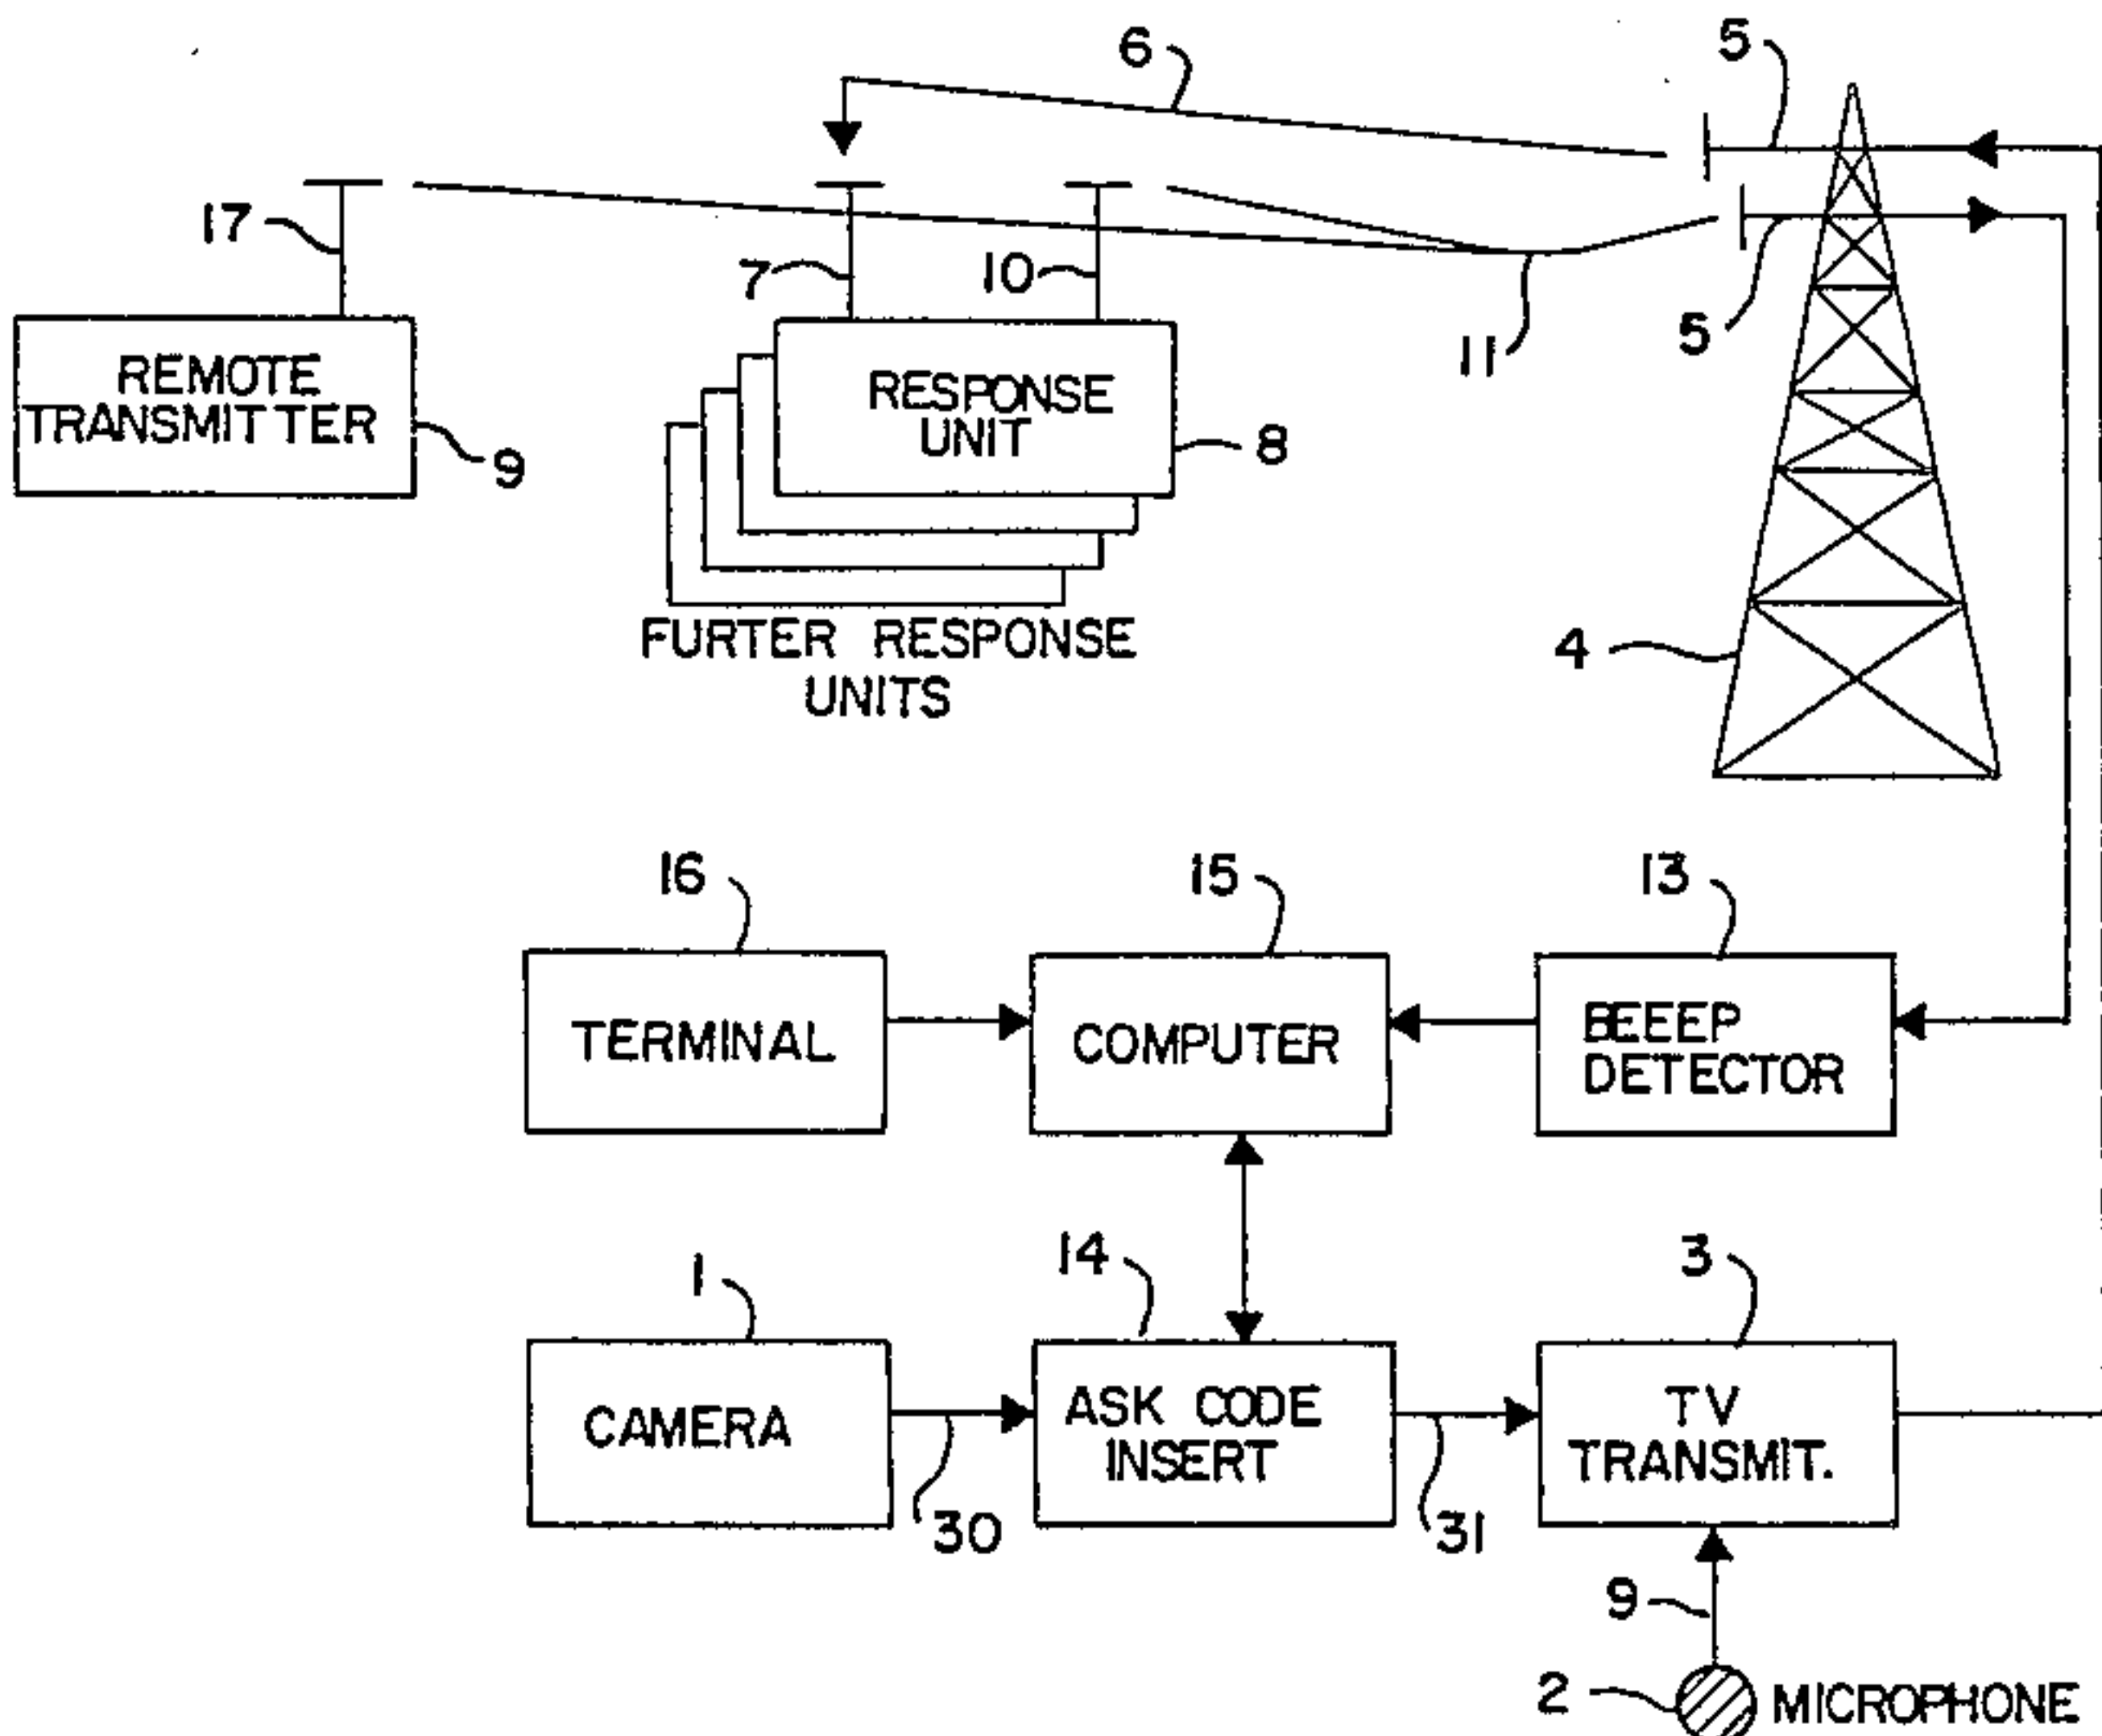 6
5
17
7
10
11
5
REMOTE
TRANSMITTER
9
RESPONSE
UNIT
8
FURTER RESPONSE
UNITS
4
16
15
13
TERMINAL
COMPUTER
BEEEP
DETECTOR
1
14
3
CAMERA
ASK CODE
INSERT
TV
TRANSMIT.
30
31
9
2
MICROPHONE